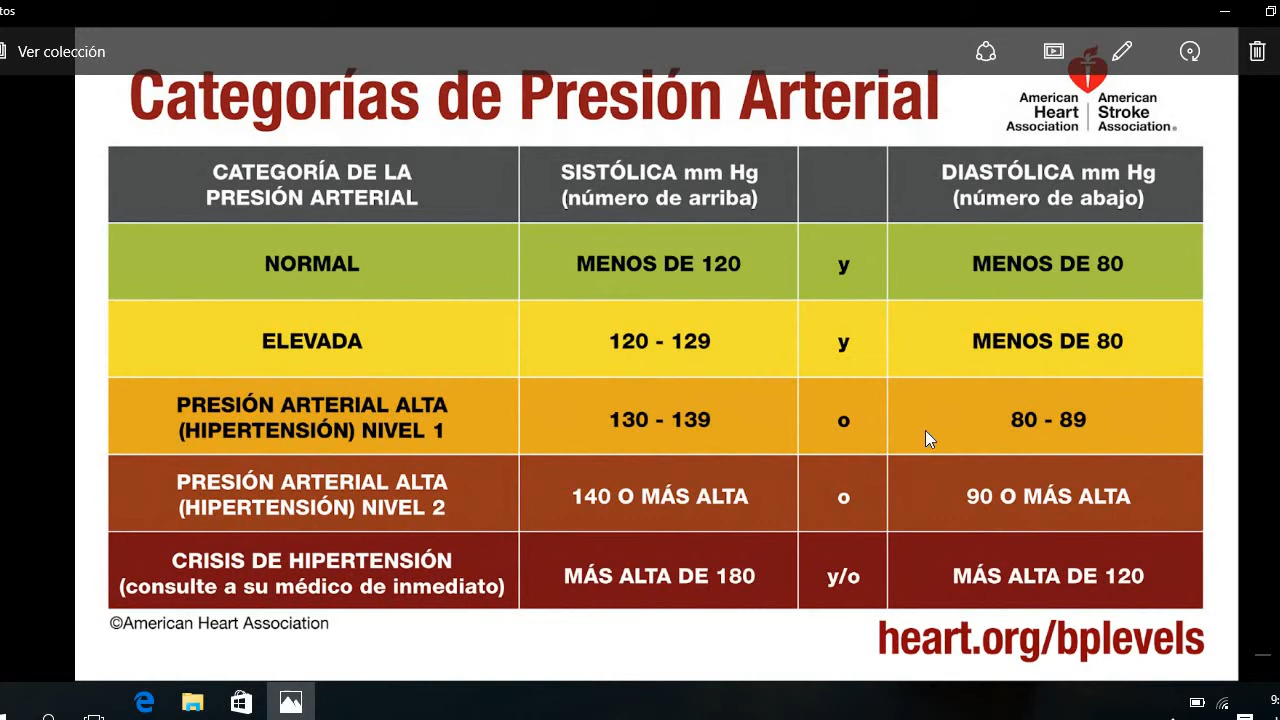 tos
Ver colección
Categorías de Presión Arterial
American Heart Association
American Stroke Association®
CATEGORÍA DE LA
PRESIÓN ARTERIAL
SISTÓLICA mm Hg
(número de arriba)
DIASTÓLICA mm Hg
(número de abajo)
NORMAL MENOS DE 120 y MENOS DE 80
ELEVADA 120 - 129 y MENOS DE 80
PRESIÓN ARTERIAL ALTA
(HIPERTENSIÓN) NIVEL 1
130 - 139 o 80 - 89
PRESIÓN ARTERIAL ALTA
(HIPERTENSIÓN) NIVEL 2
140 O MÁS ALTA o 90 O MÁS ALTA
CRISIS DE HIPERTENSIÓN
(consulte a su médico de inmediato)
MÁS ALTA DE 180 y/o MÁS ALTA DE 120
©American Heart Association
heart.org/bplevels